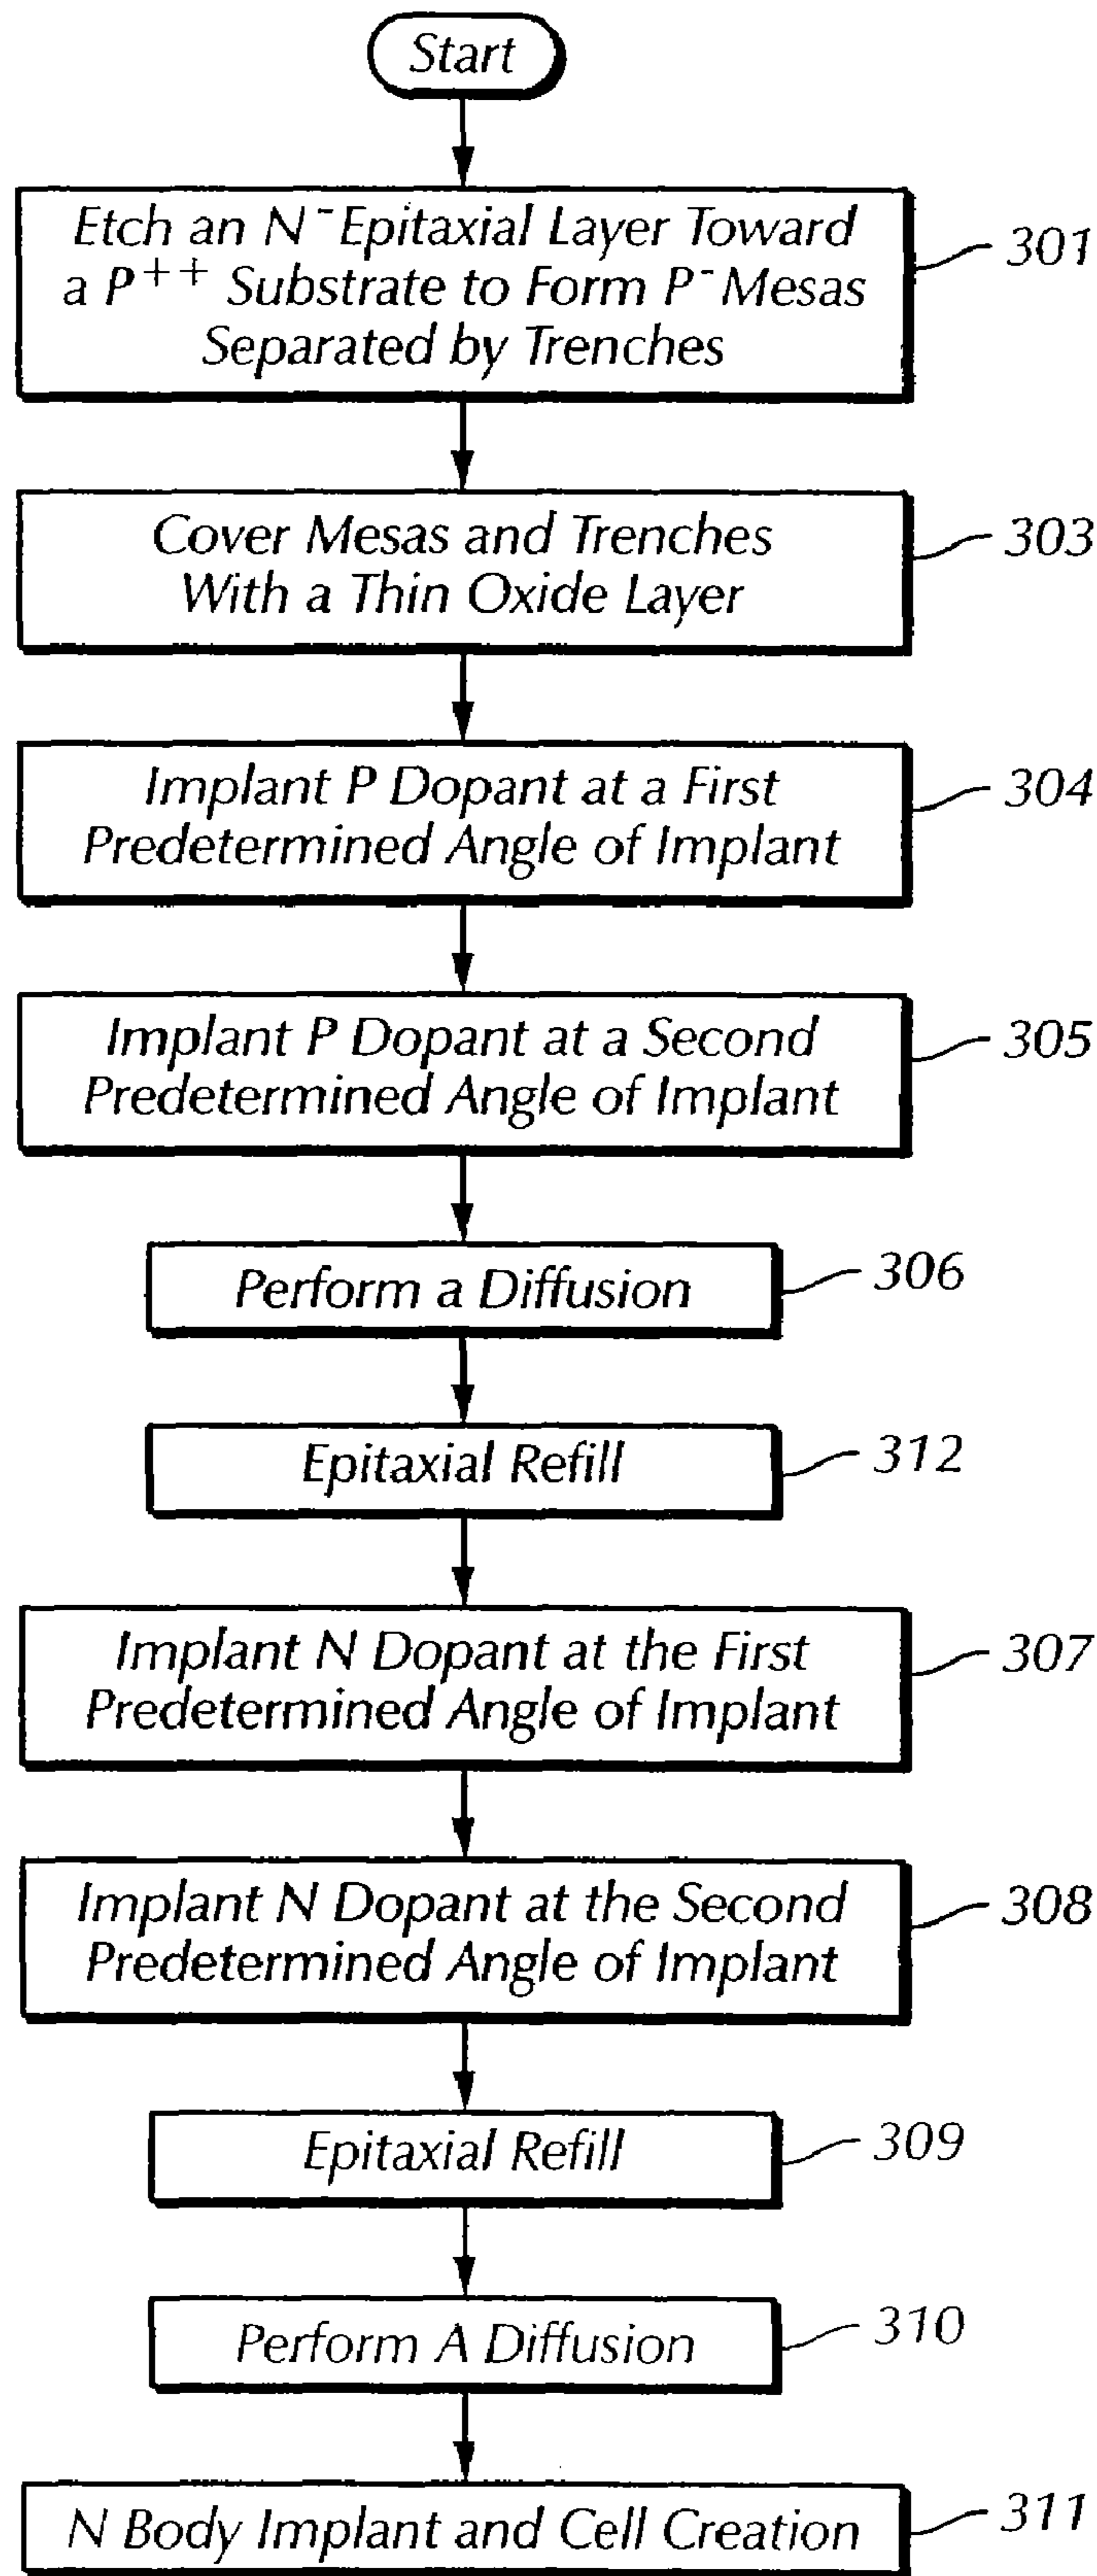 Start
Etch an N⁻ Epitaxial Layer Toward
a P⁺⁺ Substrate to Form P⁻ Mesas
Separated by Trenches
301
Cover Mesas and Trenches
With a Thin Oxide Layer
303
Implant P Dopant at a First
Predetermined Angle of Implant
304
Implant P Dopant at a Second
Predetermined Angle of Implant
305
Perform a Diffusion
306
Epitaxial Refill
312
Implant N Dopant at the First
Predetermined Angle of Implant
307
Implant N Dopant at the Second
Predetermined Angle of Implant
308
Epitaxial Refill
309
Perform A Diffusion
310
N Body Implant and Cell Creation
311